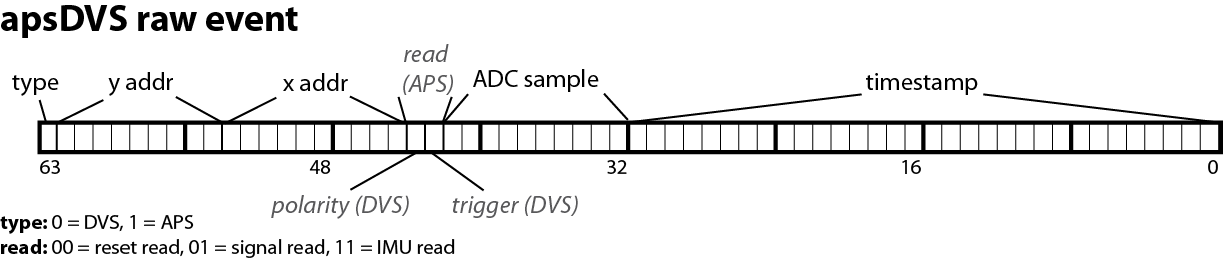 apsDVS raw event
read
(APS)
type y addr x addr ADC sample timestamp
63 48 32 16 0
polarity (DVS) trigger (DVS)
type: 0 = DVS, 1 = APS
read: 00 = reset read, 01 = signal read, 11 = IMU read